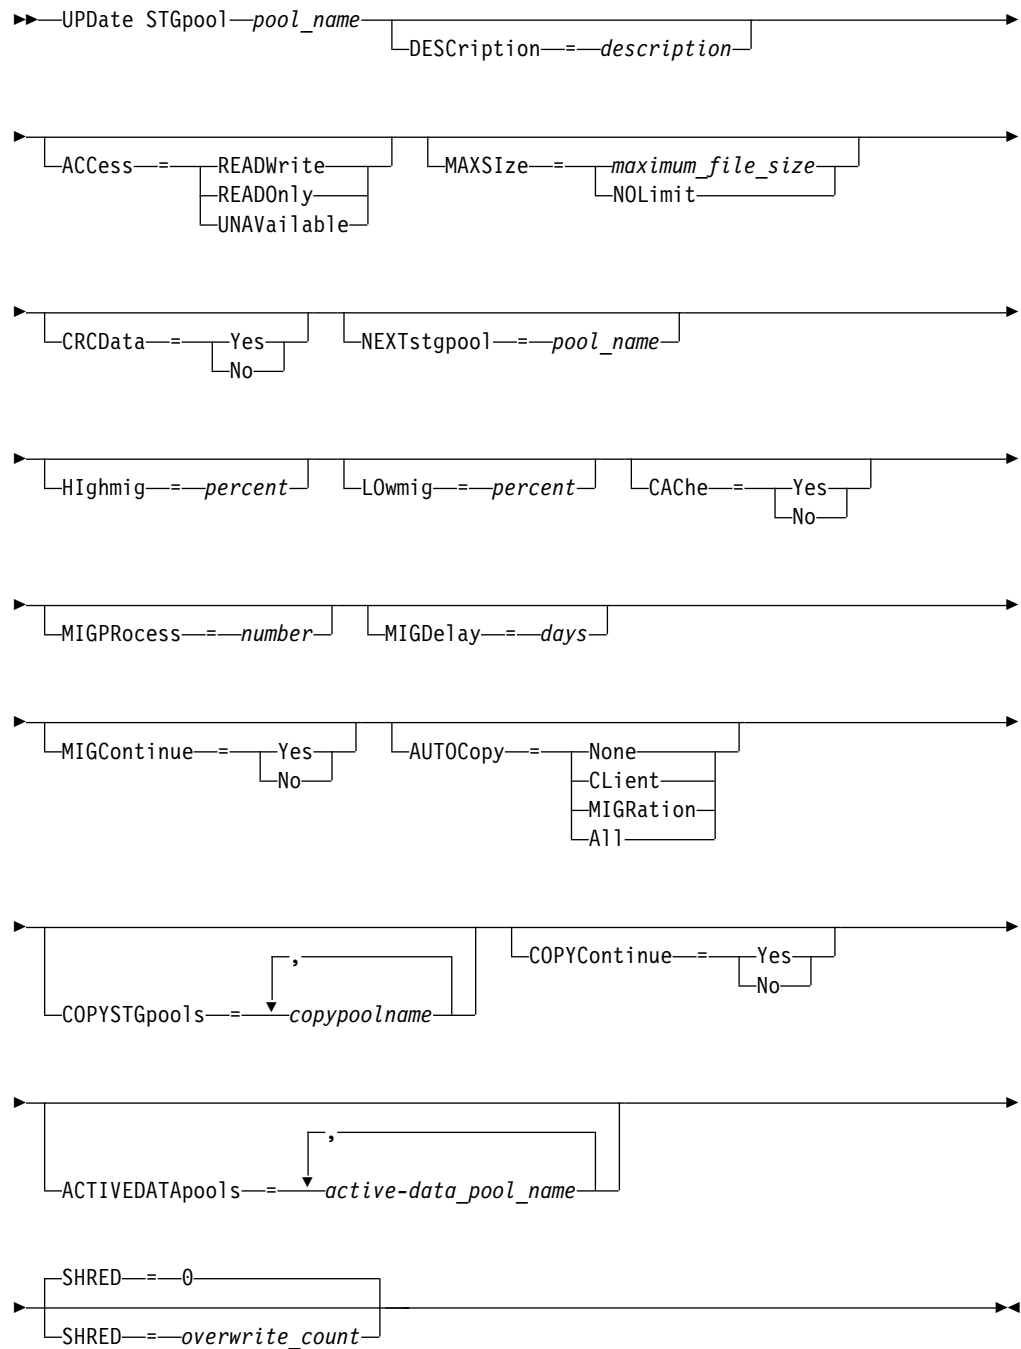 UPDate STGpool pool_name
DESCription = description
ACCess = READWrite
READOnly
UNAVailable
MAXSIze = maximum_file_size
NOLimit
CRCData = Yes
No
NEXTstgpool = pool_name
HIghmig = percent
LOwmig = percent
CAChe = Yes
No
MIGPRocess = number
MIGDelay = days
MIGContinue = Yes
No
AUTOCopy = None
CLient
MIGRation
All
,
COPYSTGpools = copypoolname
COPYContinue = Yes
No
,
ACTIVEDATApools = active-data_pool_name
SHRED = 0
SHRED = overwrite_count